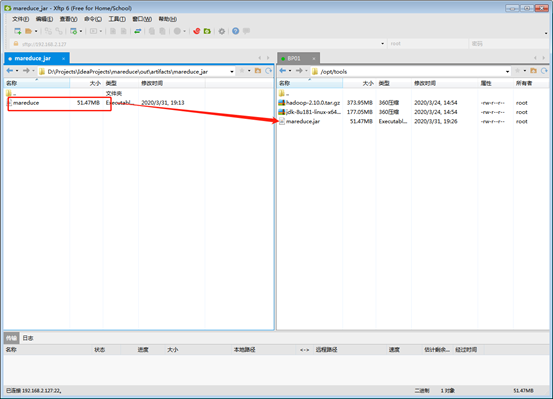 mareduce_jar - Xftp 6 (Free for Home/School)
文件(F) 编辑(E) 查看(V) 命令(C) 工具(T) 窗口(W) 帮助(H)
sftp://192.168.2.127 root 密码
mareduce_jar
D:\Projects\IdeaProjects\mareduce\out\artifacts\mareduce_jar
名称 大小 类型 修改时间
.. 文件夹
mareduce 51.47MB Executabl... 2020/3/31, 19:13
BP01
/opt/tools
名称 大小 类型 修改时间 属性 所有者
..
hadoop-2.10.0.tar.gz 373.95MB 360压缩 2020/3/24, 14:54 -rw-r--r-- root
jdk-8u181-linux-x64... 177.05MB 360压缩 2020/3/24, 14:54 -rw-r--r-- root
mareduce.jar 51.47MB Executabl... 2020/3/31, 19:26 -rw-r--r-- root
传输 日志
名称 状态 进度 大小 本地路径 <-> 远程路径 速度 估计剩余... 经过时间
已连接 192.168.2.127:22。 二进制 1 对象 51.47MB